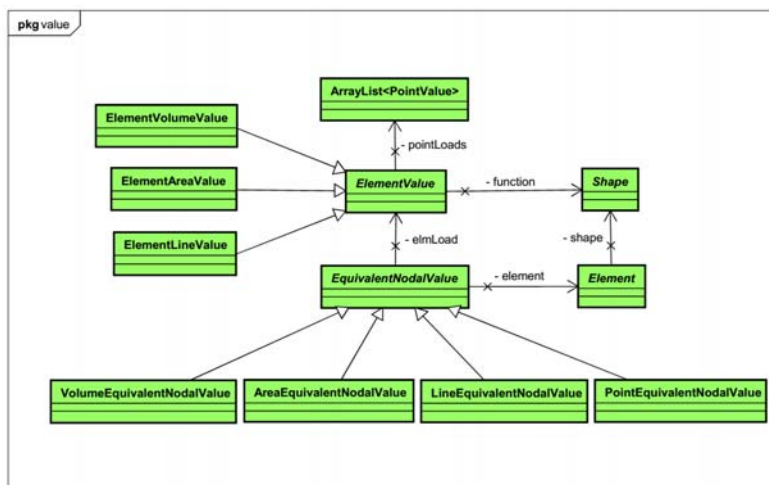 pkg value
ArrayList<PointValue>
ElementVolumeValue
- pointLoads
ElementAreaValue
ElementValue
- function
Shape
ElementLineValue
- elmLoad
- shape
EquivalentNodalValue
- element
Element
VolumeEquivalentNodalValue
AreaEquivalentNodalValue
LineEquivalentNodalValue
PointEquivalentNodalValue